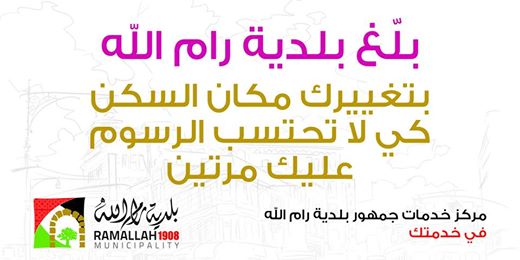 بلّغ بلدية رام الله
بتغييرك مكان السكن
كي لا تحتسب الرسوم
عليك مرتين
مركز خدمات جمهور بلدية رام الله
في خدمتك
بلدية رام الله
RAMALLAH 1908
MUNICIPALITY